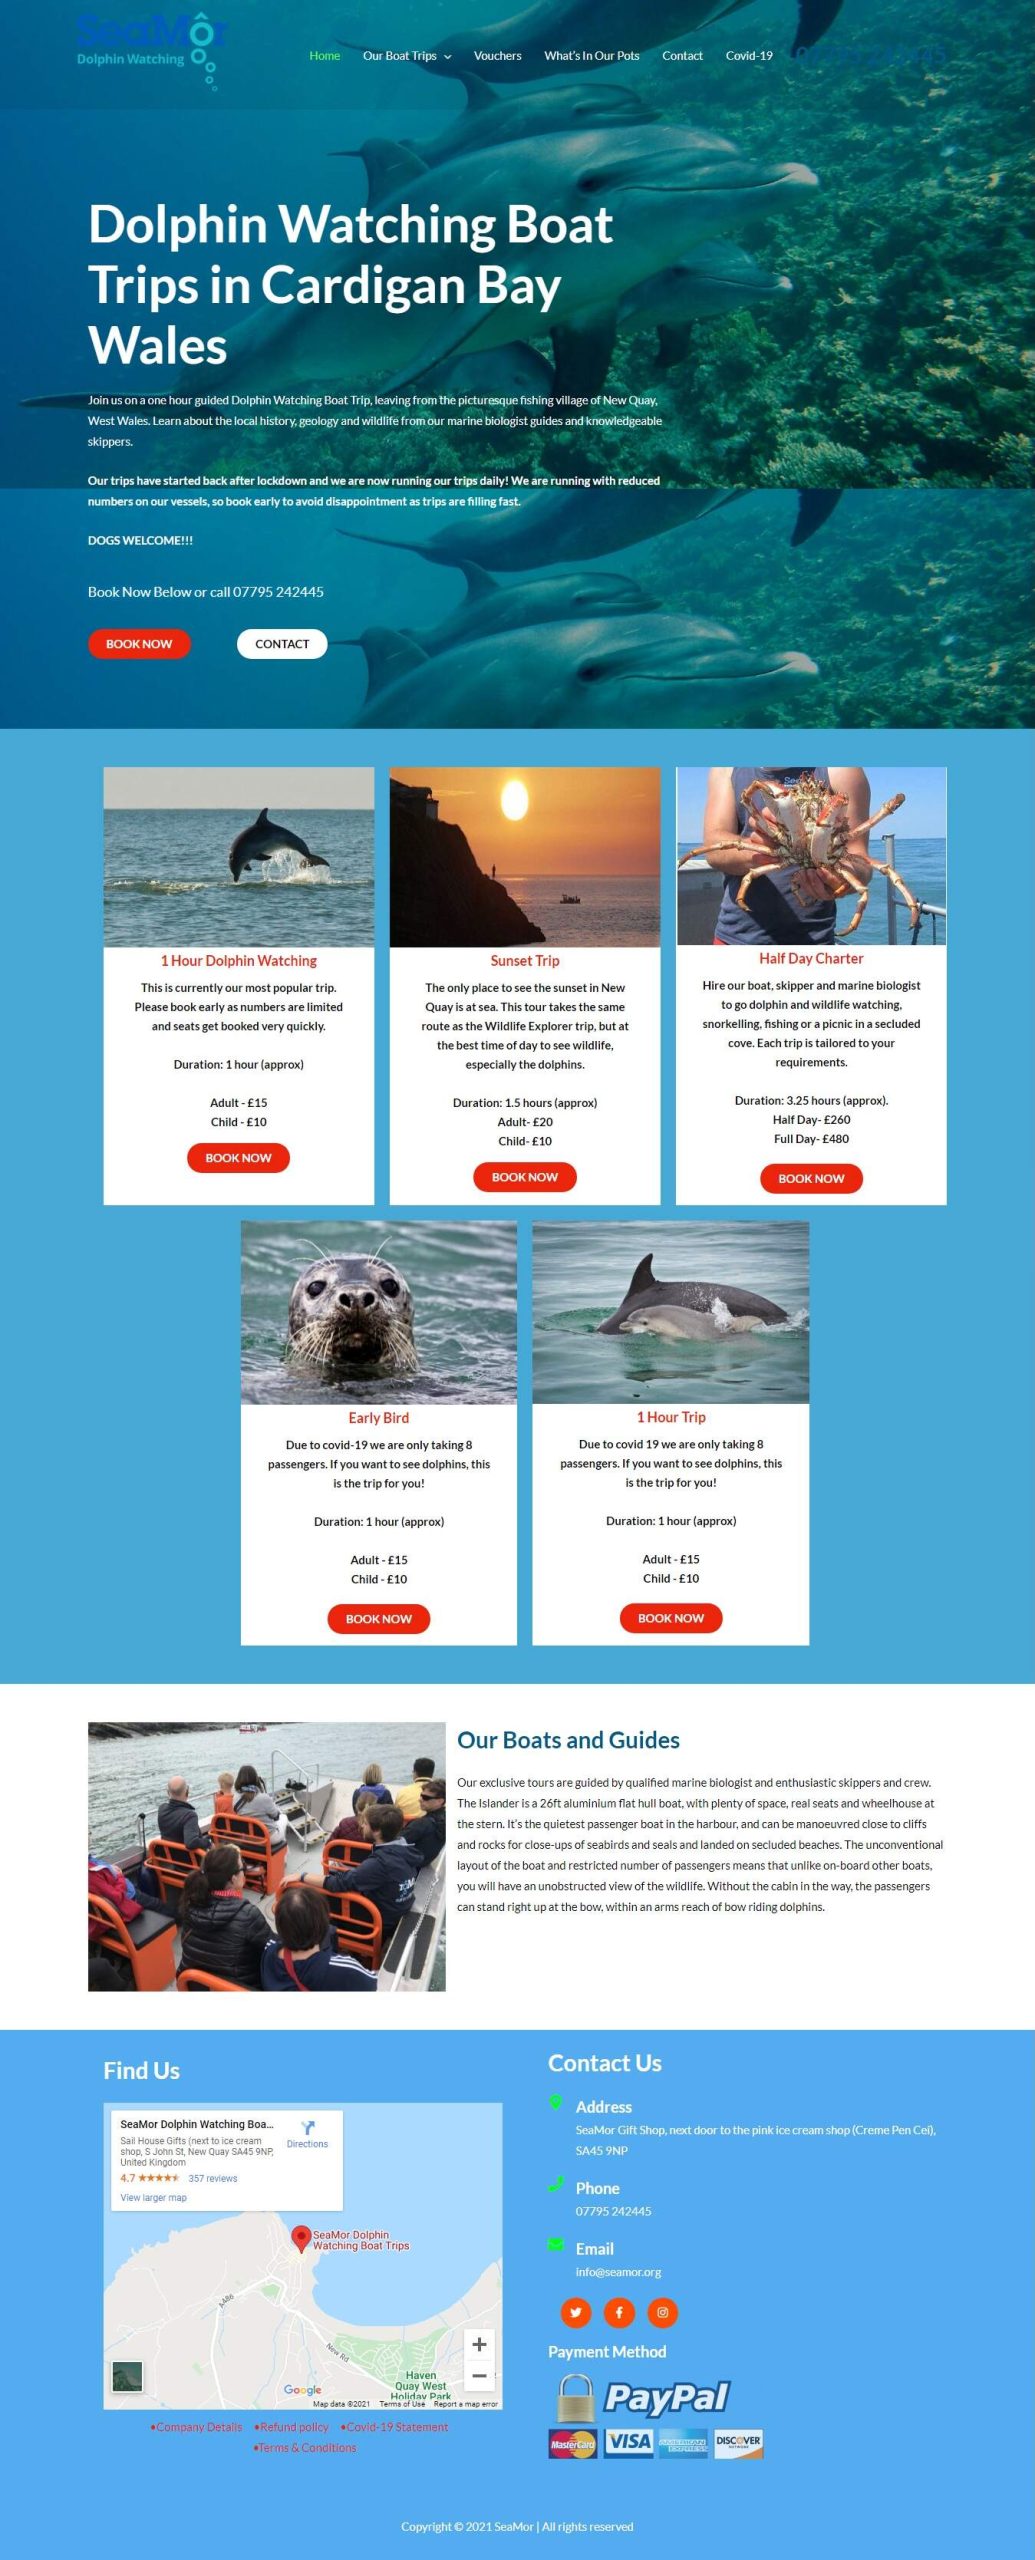 SeaMôr
Dolphin Watching
Home Our Boat Trips Vouchers What's In Our Pots Contact Covid-19
Dolphin Watching Boat
Trips in Cardigan Bay
Wales
Join us on a one hour guided Dolphin Watching Boat Trip, leaving from the picturesque fishing village of New Quay,
West Wales. Learn about the local history, geology and wildlife from our marine biologist guides and knowledgeable
skippers.
Our trips have started back after lockdown and we are now running our trips daily! We are running with reduced
numbers on our vessels, so book early to avoid disappointment as trips are filling fast.
DOGS WELCOME!!!
Book Now Below or call 07795 242445
BOOK NOW CONTACT
1 Hour Dolphin Watching
This is currently our most popular trip.
Please book early as numbers are limited
and seats get booked very quickly.
Duration: 1 hour (approx)
Adult - £15
Child - £10
BOOK NOW
Sunset Trip
The only place to see the sunset in New
Quay is at sea. This tour takes the same
route as the Wildlife Explorer trip, but at
the best time of day to see wildlife,
especially the dolphins.
Duration: 1.5 hours (approx)
Adult- £20
Child- £10
BOOK NOW
Half Day Charter
Hire our boat, skipper and marine biologist
to go dolphin and wildlife watching,
snorkelling, fishing or a picnic in a secluded
cove. Each trip is tailored to your
requirements.
Duration: 3.25 hours (approx).
Half Day- £260
Full Day- £480
BOOK NOW
Early Bird
Due to covid-19 we are only taking 8
passengers. If you want to see dolphins, this
is the trip for you!
Duration: 1 hour (approx)
Adult - £15
Child - £10
BOOK NOW
1 Hour Trip
Due to covid 19 we are only taking 8
passengers. If you want to see dolphins, this
is the trip for you!
Duration: 1 hour (approx)
Adult - £15
Child - £10
BOOK NOW
Our Boats and Guides
Our exclusive tours are guided by qualified marine biologist and enthusiastic skippers and crew.
The Islander is a 26ft aluminium flat hull boat, with plenty of space, real seats and wheelhouse at
the stern. It's the quietest passenger boat in the harbour, and can be manoeuvred close to cliffs
and rocks for close-ups of seabirds and seals and landed on secluded beaches. The unconventional
layout of the boat and restricted number of passengers means that unlike on-board other boats,
you will have an unobstructed view of the wildlife. Without the cabin in the way, the passengers
can stand right up at the bow, within an arms reach of bow riding dolphins.
Find Us
SeaMor Dolphin Watching Boa...
Sail House Gifts (next to ice cream
shop, S John St, New Quay SA45 9NP,
United Kingdom
Directions
4.7 ★★★★★ 357 reviews
View larger map
SeaMor Dolphin
Watching Boat Trips
A486
New Rd
Haven
Quay West
Holiday Park
Google
Map data ©2021 Terms of Use Report a map error
•Company Details •Refund policy •Covid-19 Statement
•Terms & Conditions
Contact Us
Address
SeaMor Gift Shop, next door to the pink ice cream shop (Creme Pen Cei),
SA45 9NP
Phone
07795 242445
Email
info@seamor.org
Payment Method
PayPal
MasterCard VISA AMERICAN EXPRESS DISCOVER NETWORK
Copyright © 2021 SeaMor | All rights reserved